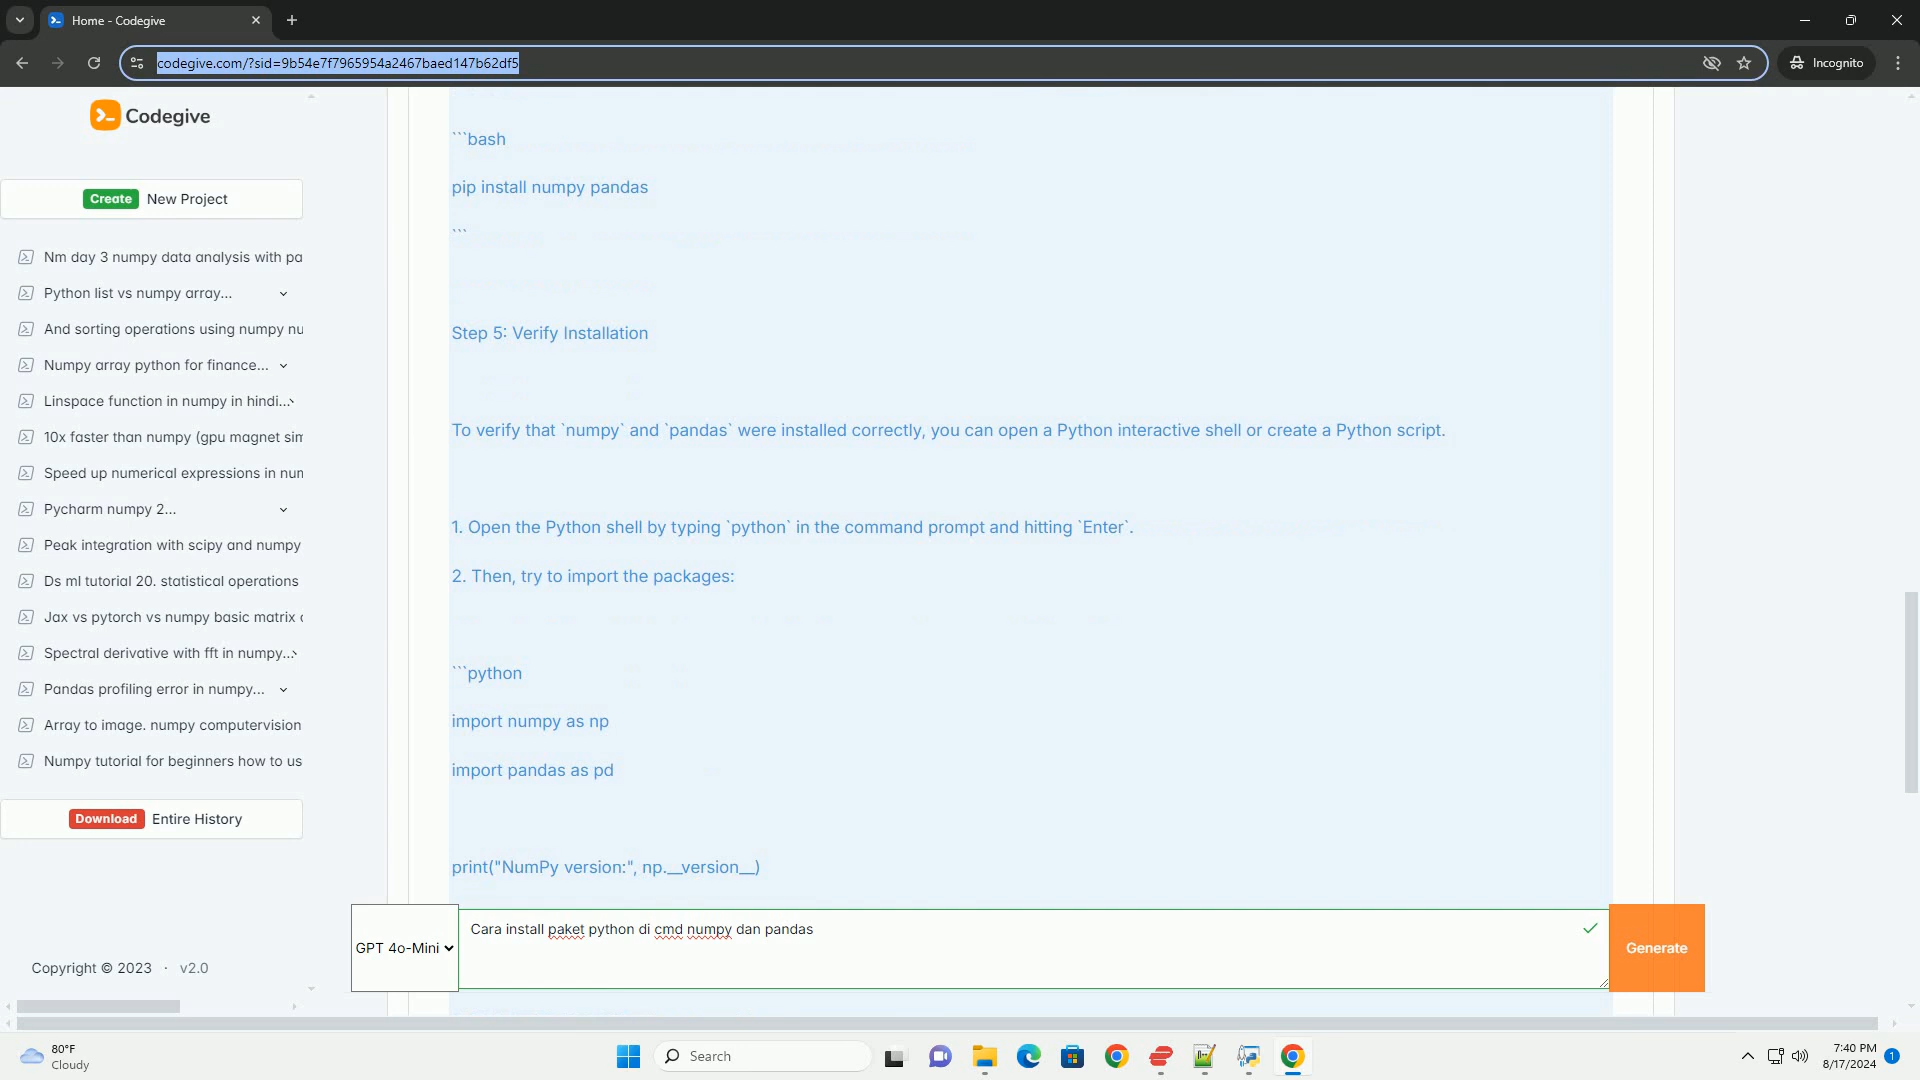 Home - Codegive
codegive.com/?sid=9b54e7f7965954a2467baed147b62df5
Incognito
Codegive
Create New Project
Nm day 3 numpy data analysis with pa
Python list vs numpy array...
And sorting operations using numpy nu
Numpy array python for finance...
Linspace function in numpy in hindi...
10x faster than numpy (gpu magnet sim
Speed up numerical expressions in num
Pycharm numpy 2...
Peak integration with scipy and numpy
Ds ml tutorial 20. statistical operations
Jax vs pytorch vs numpy basic matrix o
Spectral derivative with fft in numpy...
Pandas profiling error in numpy...
Array to image. numpy computervision
Numpy tutorial for beginners how to us
Download Entire History
Copyright © 2023 · v2.0
```bash
pip install numpy pandas
```
Step 5: Verify Installation
To verify that `numpy` and `pandas` were installed correctly, you can open a Python interactive shell or create a Python script.
1. Open the Python shell by typing `python` in the command prompt and hitting `Enter`.
2. Then, try to import the packages:
```python
import numpy as np
import pandas as pd
print("NumPy version:", np.__version__)
GPT 4o-Mini
Cara install paket python di cmd numpy dan pandas
Generate
80°F
Cloudy
Search
7:40 PM
8/17/2024
1